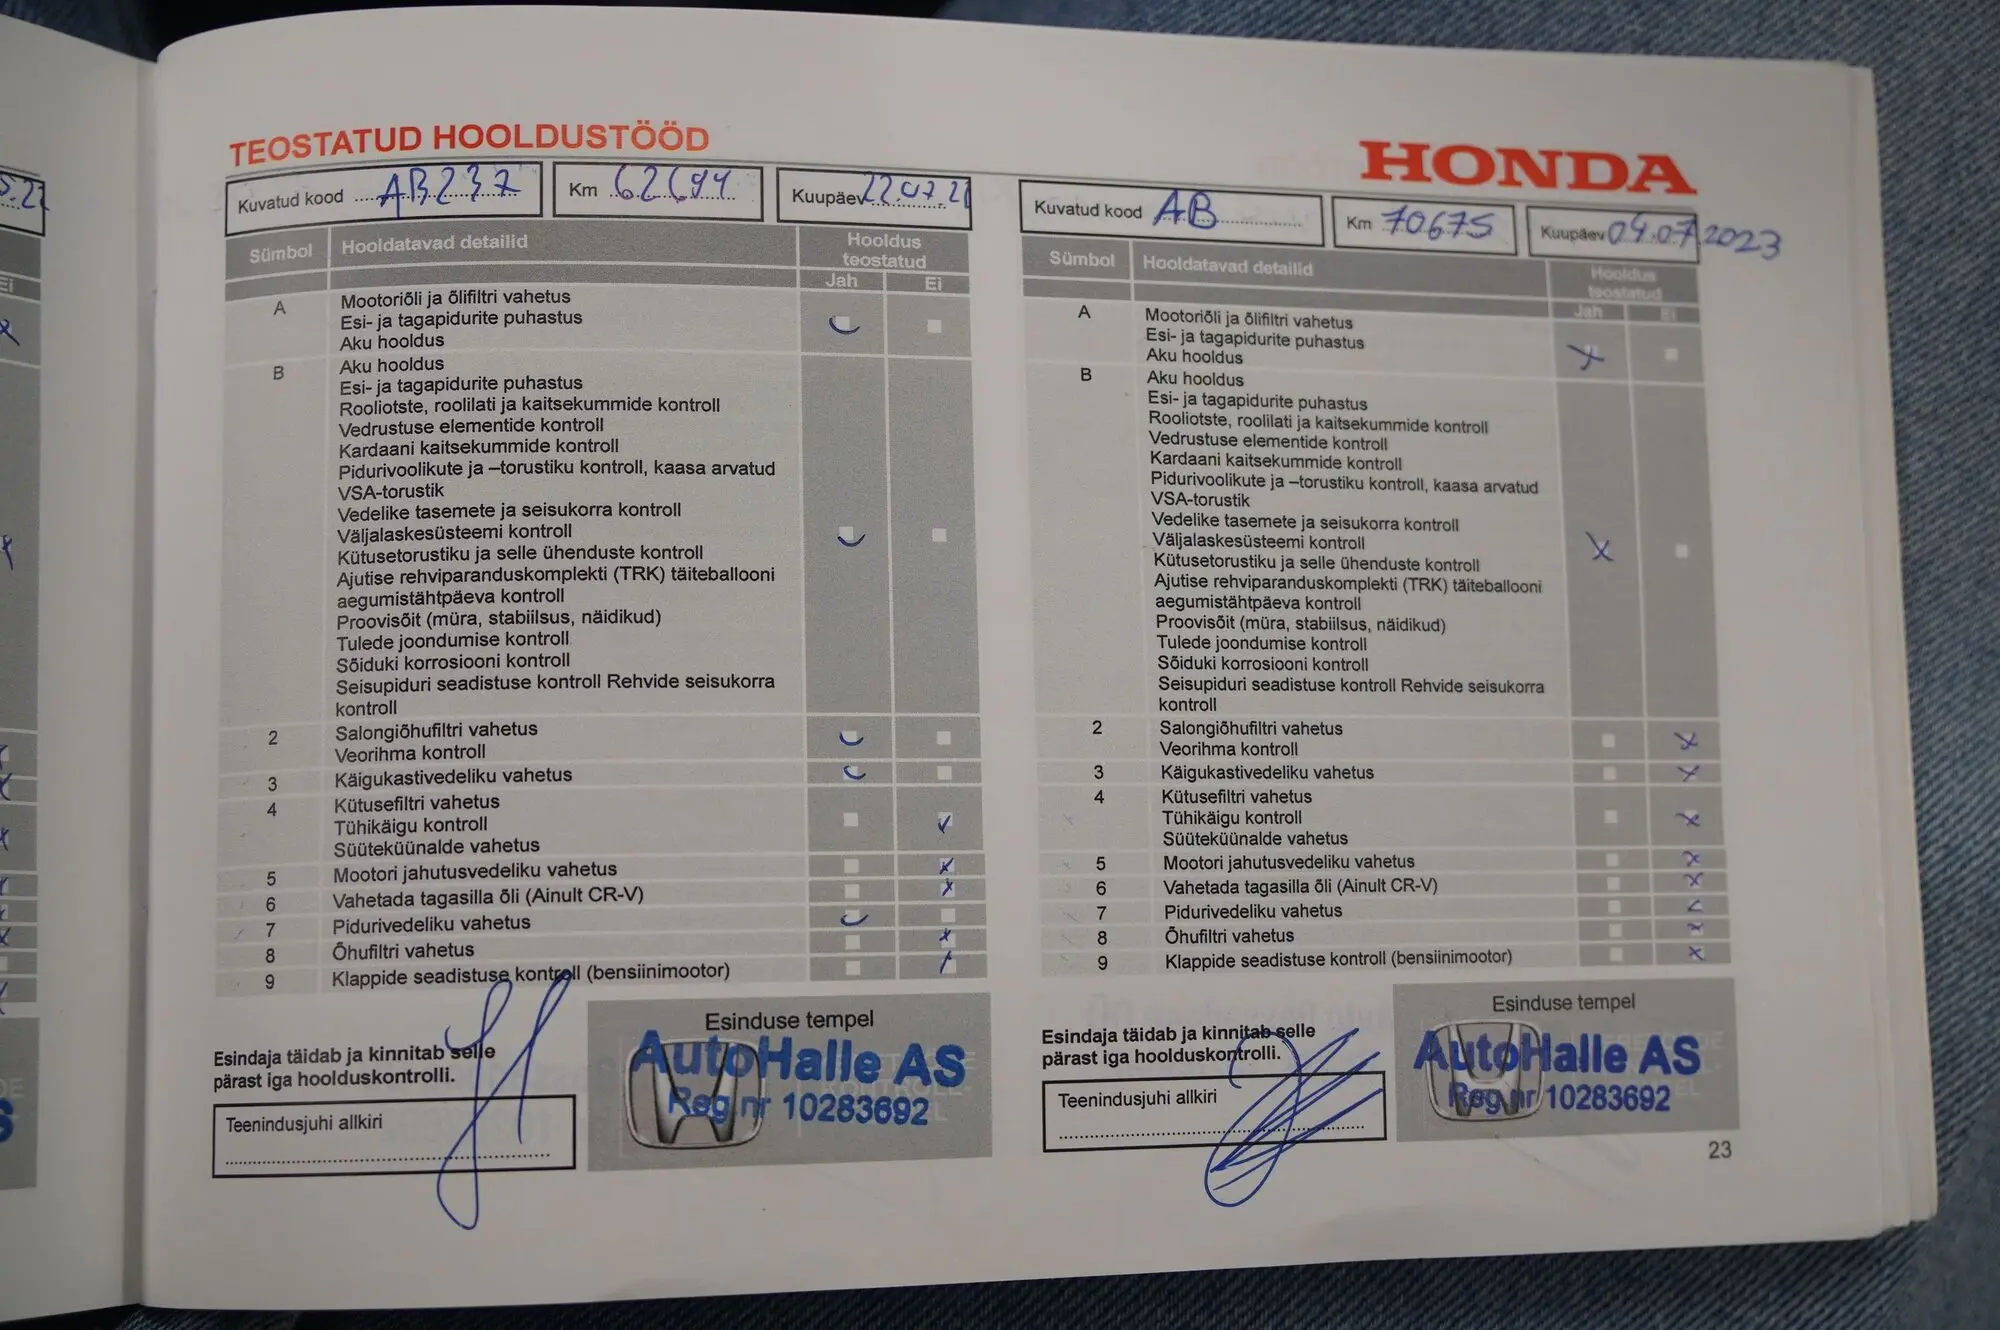 TEOSTATUD HOOLDUSTÖÖD
HONDA
Kuvatud kood AB237
Km
Kuupäev
Sümbol Hooldatavad detailid Hooldus teostatud
Jah Ei
A Mootoriõli ja õlifiltri vahetus
Esi- ja tagapidurite puhastus
Aku hooldus
B Aku hooldus
Esi- ja tagapidurite puhastus
Rooliotste, roolilati ja kaitsekummide kontroll
Vedrustuse elementide kontroll
Kardaani kaitsekummide kontroll
Pidurivoolikute ja –torustiku kontroll, kaasa arvatud
VSA-torustik
Vedelike tasemete ja seisukorra kontroll
Väljalaskesüsteemi kontroll
Kütusetorustiku ja selle ühenduste kontroll
Ajutise rehviparanduskomplekti (TRK) täiteballooni
aegumistähtpäeva kontroll
Proovisõit (müra, stabiilsus, näidikud)
Tulede joondumise kontroll
Sõiduki korrosiooni kontroll
Seisupiduri seadistuse kontroll Rehvide seisukorra
kontroll
2 Salongiõhufiltri vahetus
Veorihma kontroll
3 Käigukastivedeliku vahetus
4 Kütusefiltri vahetus
Tühikäigu kontroll
Süüteküünalde vahetus
5 Mootori jahutusvedeliku vahetus
6 Vahetada tagasilla õli (Ainult CR-V)
7 Pidurivedeliku vahetus
8 Õhufiltri vahetus
9 Klappide seadistuse kontroll (bensiinimootor)
Esindaja täidab ja kinnitab selle
pärast iga hoolduskontrolli.
Teenindusjuhi allkiri
Esinduse tempel
AutoHalle AS
Reg.nr 10283692
Kuvatud kood AB
Km 70675
Kuupäev 04.07.2023
Sümbol Hooldatavad detailid Hooldus teostatud
Jah Ei
A Mootoriõli ja õlifiltri vahetus
Esi- ja tagapidurite puhastus
Aku hooldus
B Aku hooldus
Esi- ja tagapidurite puhastus
Rooliotste, roolilati ja kaitsekummide kontroll
Vedrustuse elementide kontroll
Kardaani kaitsekummide kontroll
Pidurivoolikute ja –torustiku kontroll, kaasa arvatud
VSA-torustik
Vedelike tasemete ja seisukorra kontroll
Väljalaskesüsteemi kontroll
Kütusetorustiku ja selle ühenduste kontroll
Ajutise rehviparanduskomplekti (TRK) täiteballooni
aegumistähtpäeva kontroll
Proovisõit (müra, stabiilsus, näidikud)
Tulede joondumise kontroll
Sõiduki korrosiooni kontroll
Seisupiduri seadistuse kontroll Rehvide seisukorra
kontroll
2 Salongiõhufiltri vahetus
Veorihma kontroll
3 Käigukastivedeliku vahetus
4 Kütusefiltri vahetus
Tühikäigu kontroll
Süüteküünalde vahetus
5 Mootori jahutusvedeliku vahetus
6 Vahetada tagasilla õli (Ainult CR-V)
7 Pidurivedeliku vahetus
8 Õhufiltri vahetus
9 Klappide seadistuse kontroll (bensiinimootor)
Esindaja täidab ja kinnitab selle
pärast iga hoolduskontrolli.
Teenindusjuhi allkiri
Esinduse tempel
AutoHalle AS
Reg.nr 10283692
23